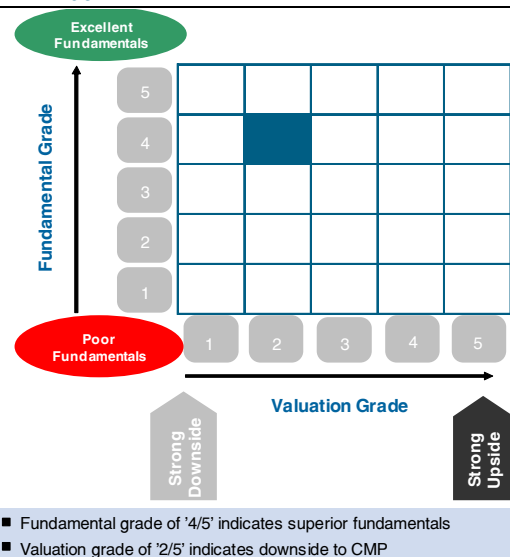 Excellent
Fundamentals
Fundamental Grade
5
4
3
2
1
Poor
Fundamentals
1
2
3
4
5
Valuation Grade
Strong
Downside
Strong
Upside
■ Fundamental grade of '4/5' indicates superior fundamentals
■ Valuation grade of '2/5' indicates downside to CMP